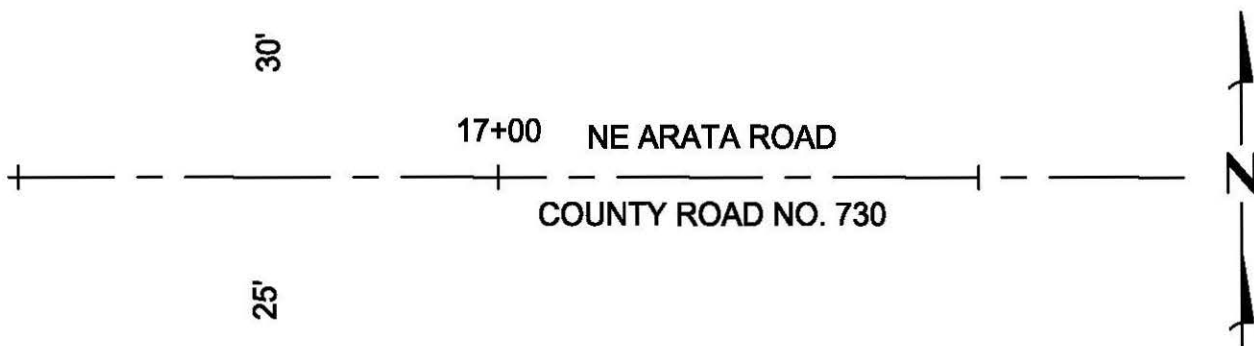 30'
17+00 NE ARATA ROAD
N
COUNTY ROAD NO. 730
25'